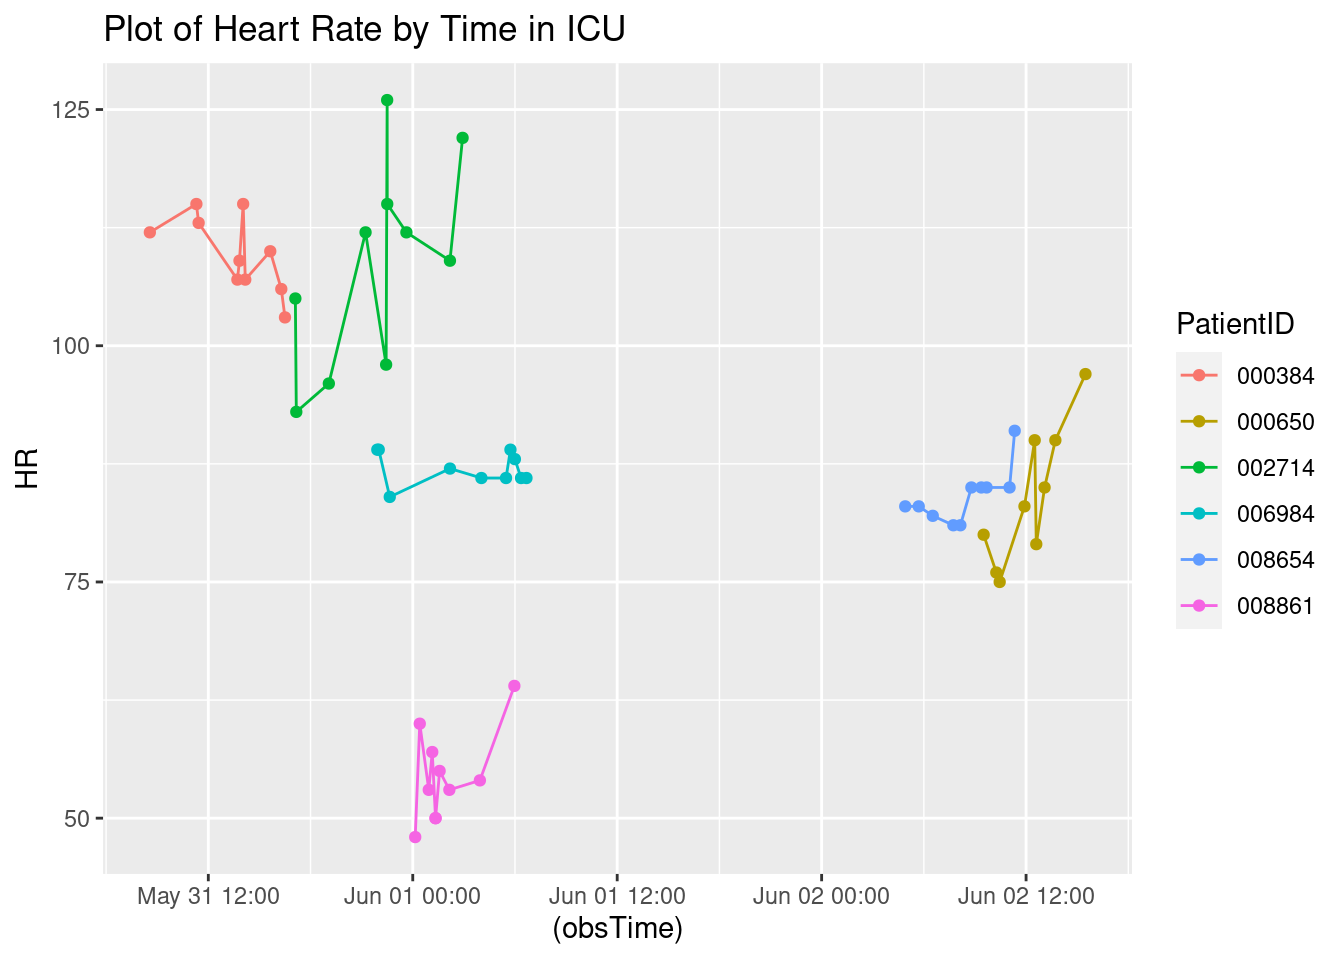 Plot of Heart Rate by Time in ICU
125
100
75
50
HR
May 31 12:00
Jun 01 00:00
Jun 01 12:00
Jun 02 00:00
Jun 02 12:00
(obsTime)
PatientID
000384
000650
002714
006984
008654
008861